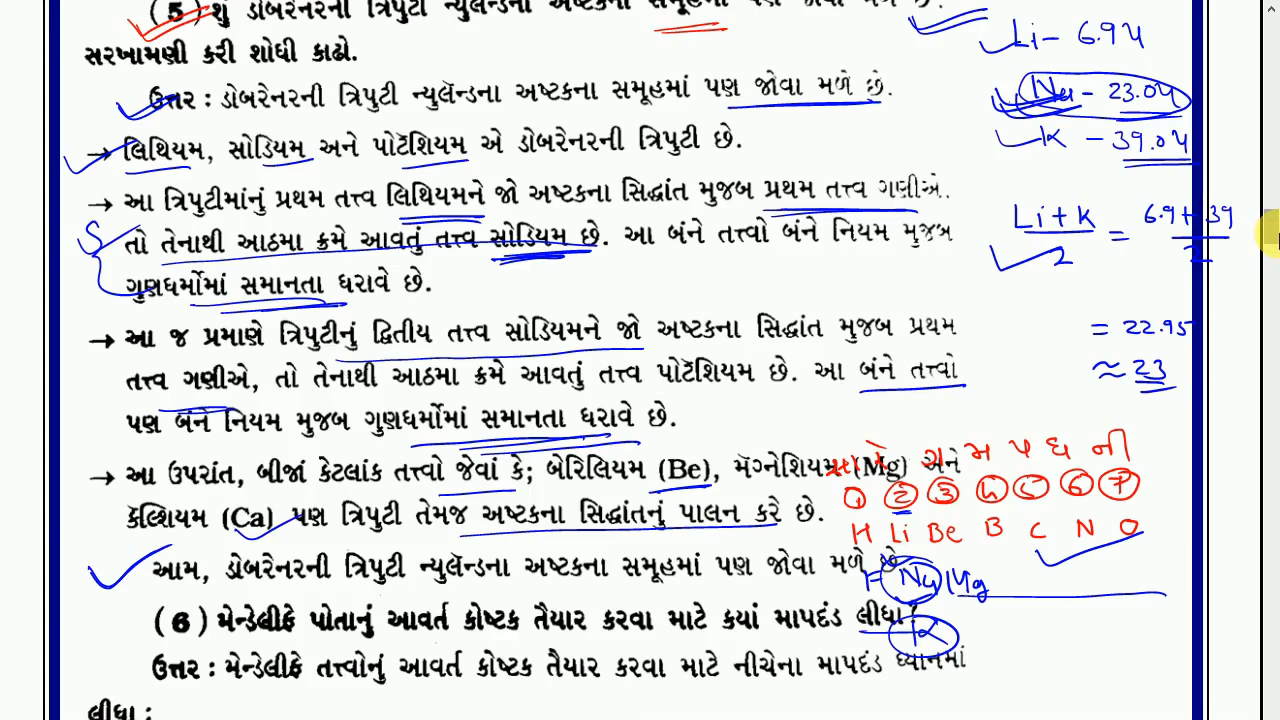 (5) શું ડોબરેનરની ત્રિપુટી ન્યુલૅન્ડના અષ્ટકના સમૂહમાં પણ જોવા મળે છે?
સરખામણી કરી શોધી કાઢો.
ઉત્તર : ડોબરેનરની ત્રિપુટી ન્યુલૅન્ડના અષ્ટકના સમૂહમાં પણ જોવા મળે છે.
→ લિથિયમ, સોડિયમ અને પોટૅશિયમ એ ડોબરેનરની ત્રિપુટી છે.
→ આ ત્રિપુટીમાંનું પ્રથમ તત્ત્વ લિથિયમને જો અષ્ટકના સિદ્ધાંત મુજબ પ્રથમ તત્ત્વ ગણીએ.
તો તેનાથી આઠમા ક્રમે આવતું તત્ત્વ સોડિયમ છે. આ બંને તત્ત્વો બંને નિયમ મુજબ
ગુણધર્મોમાં સમાનતા ધરાવે છે.
→ આ જ પ્રમાણે ત્રિપુટીનું દ્વિતીય તત્ત્વ સોડિયમને જો અષ્ટકના સિદ્ધાંત મુજબ પ્રથમ
તત્ત્વ ગણીએ, તો તેનાથી આઠમા ક્રમે આવતું તત્ત્વ પોટૅશિયમ છે. આ બંને તત્ત્વો
પણ બંને નિયમ મુજબ ગુણધર્મોમાં સમાનતા ધરાવે છે.
→ આ ઉપરાંત, બીજાં કેટલાંક તત્ત્વો જેવાં કે; બેરિલિયમ (Be), મૅગ્નેશિયમ (Mg) અને
કૅલ્શિયમ (Ca) પણ ત્રિપુટી તેમજ અષ્ટકના સિદ્ધાંતનું પાલન કરે છે.
આમ, ડોબરેનરની ત્રિપુટી ન્યુલૅન્ડના અષ્ટકના સમૂહમાં પણ જોવા મળે છે.
(6) મેન્ડેલીફે પોતાનું આવર્ત કોષ્ટક તૈયાર કરવા માટે કયાં માપદંડ લીધા?
ઉત્તર : મેન્ડેલીફે તત્ત્વોનું આવર્ત કોષ્ટક તૈયાર કરવા માટે નીચેના માપદંડ ધ્યાનમાં
લીધા :
Li – 6.94
Na – 23.04
K – 39.04
Li + K / 2 = 6.9 + 39 / 2
= 22.95
≈ 23
સા રે ગ મ પ ધ ની
1 2 3 4 5 6 7
H Li Be B C N O
F Na Mg
K